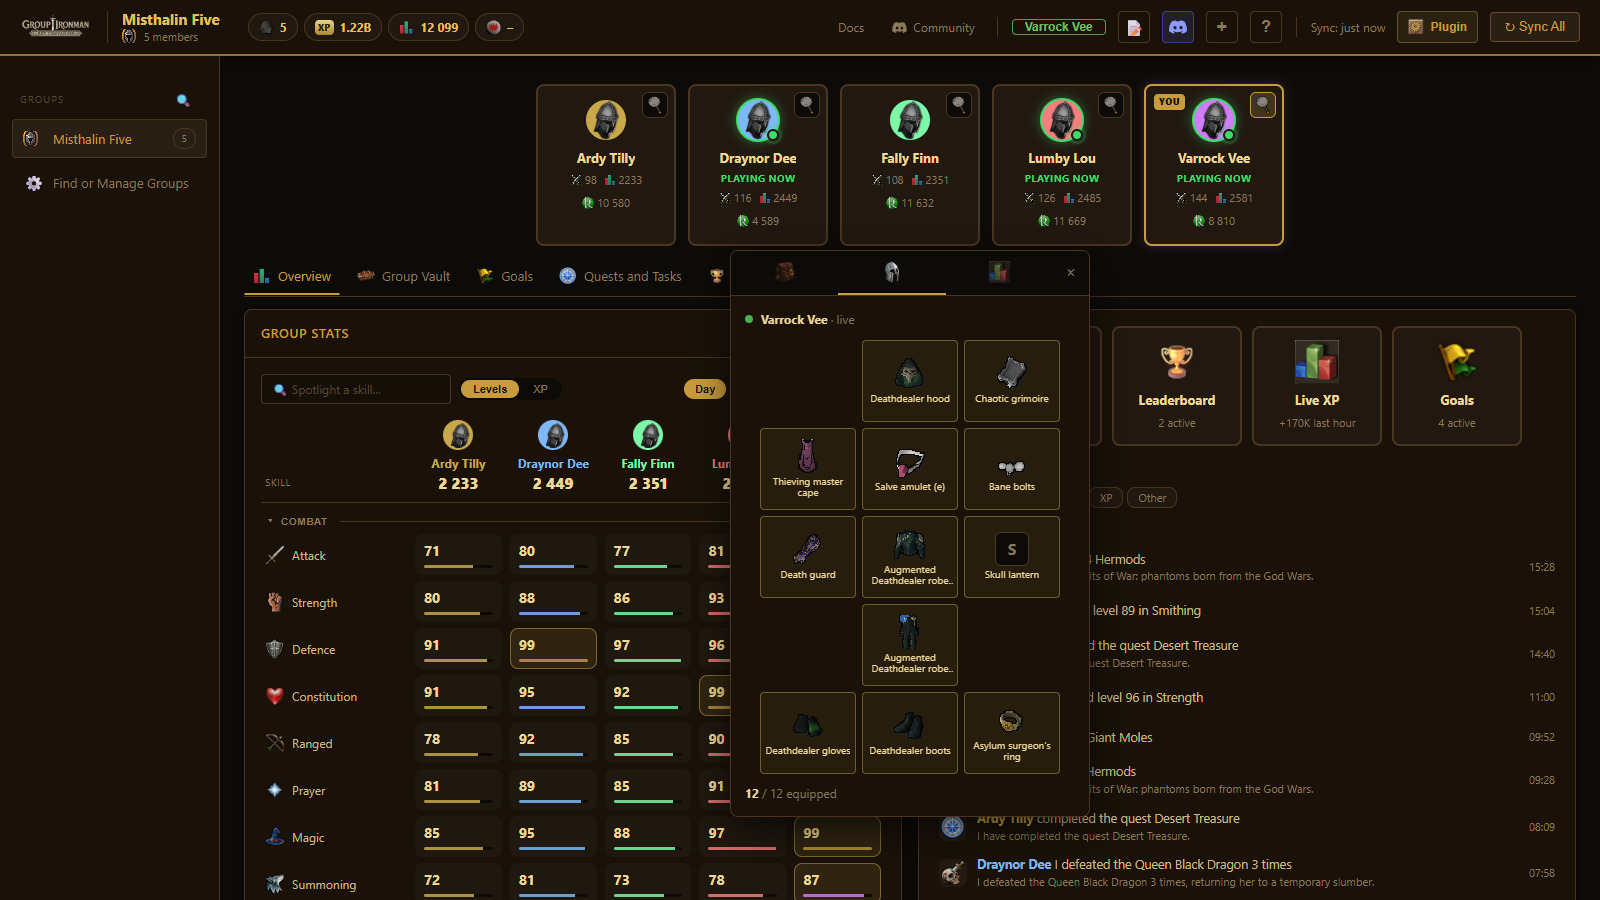 GROUP IRONMAN
Misthalin Five
5 members
5
XP 1.22B
12 099
–
Docs
Community
Varrock Vee
+
?
Sync: just now
Plugin
↻ Sync All
GROUPS
Misthalin Five
5
Find or Manage Groups
Ardy Tilly
98 2233
10 580
Draynor Dee
PLAYING NOW
116 2449
4 589
Fally Finn
108 2351
11 632
Lumby Lou
PLAYING NOW
126 2485
11 669
YOU
Varrock Vee
PLAYING NOW
144 2581
8 810
Overview
Group Vault
Goals
Quests and Tasks
GROUP STATS
Spotlight a skill...
Levels
XP
Day
SKILL
Ardy Tilly
2 233
Draynor Dee
2 449
Fally Finn
2 351
Lum
2
COMBAT
Attack 71 80 77 81
Strength 80 88 86 93
Defence 91 99 97 96
Constitution 91 95 92 99
Ranged 78 92 85 90
Prayer 81 89 85 91
Magic 85 95 88 97 99
Summoning 72 81 73 78 87
×
Varrock Vee · live
Deathdealer hood
Chaotic grimoire
Thieving master
cape
Salve amulet (e)
Bane bolts
Death guard
Augmented
Deathdealer robe..
S
Skull lantern
Augmented
Deathdealer robe..
Deathdealer gloves
Deathdealer boots
Asylum surgeon's
ring
12 / 12 equipped
Leaderboard
2 active
Live XP
+170K last hour
Goals
4 active
XP
Other
Hermods
its of War: phantoms born from the God Wars.
15:28
level 89 in Smithing
15:04
d the quest Desert Treasure
uest Desert Treasure.
14:40
d level 96 in Strength
11:00
Giant Moles
09:52
Hermods
its of War: phantoms born from the God Wars.
09:28
Ardy Tilly completed the quest Desert Treasure
I have completed the quest Desert Treasure.
08:09
Draynor Dee I defeated the Queen Black Dragon 3 times
I defeated the Queen Black Dragon 3 times, returning her to a temporary slumber.
07:58